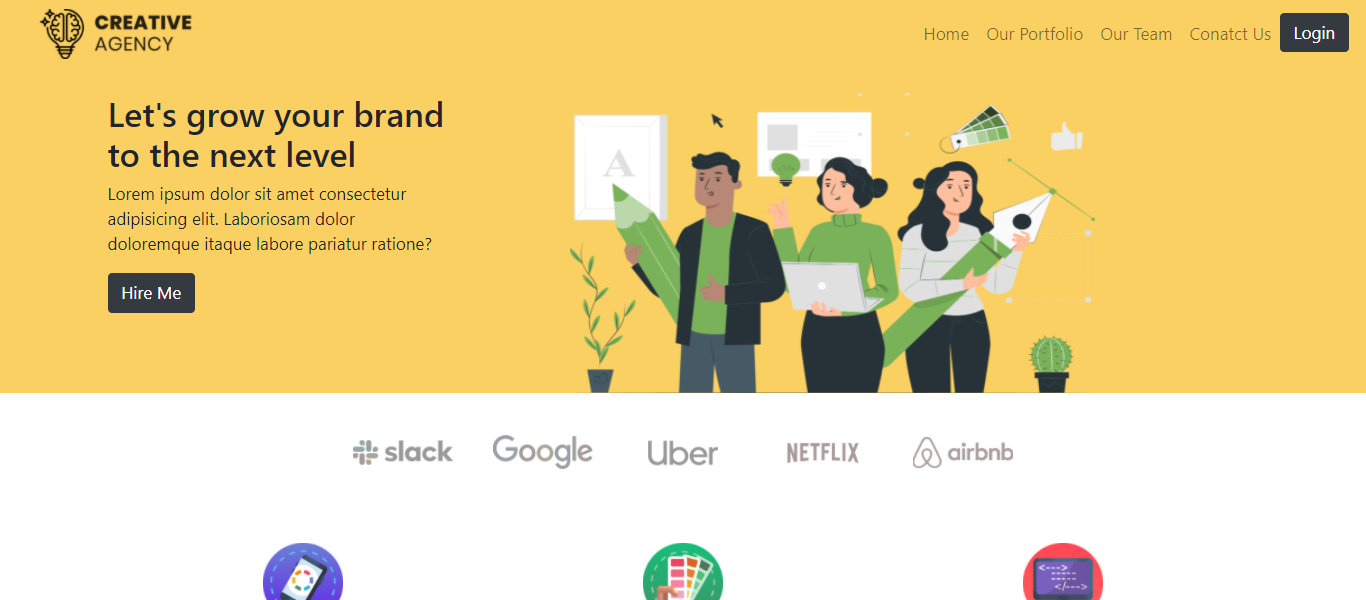 CREATIVE
AGENCY
Home Our Portfolio Our Team Conatct Us Login
Let's grow your brand
to the next level
Lorem ipsum dolor sit amet consectetur
adipisicing elit. Laboriosam dolor
doloremque itaque labore pariatur ratione?
Hire Me
A
slack Google Uber NETFLIX airbnb
<--->
</--->